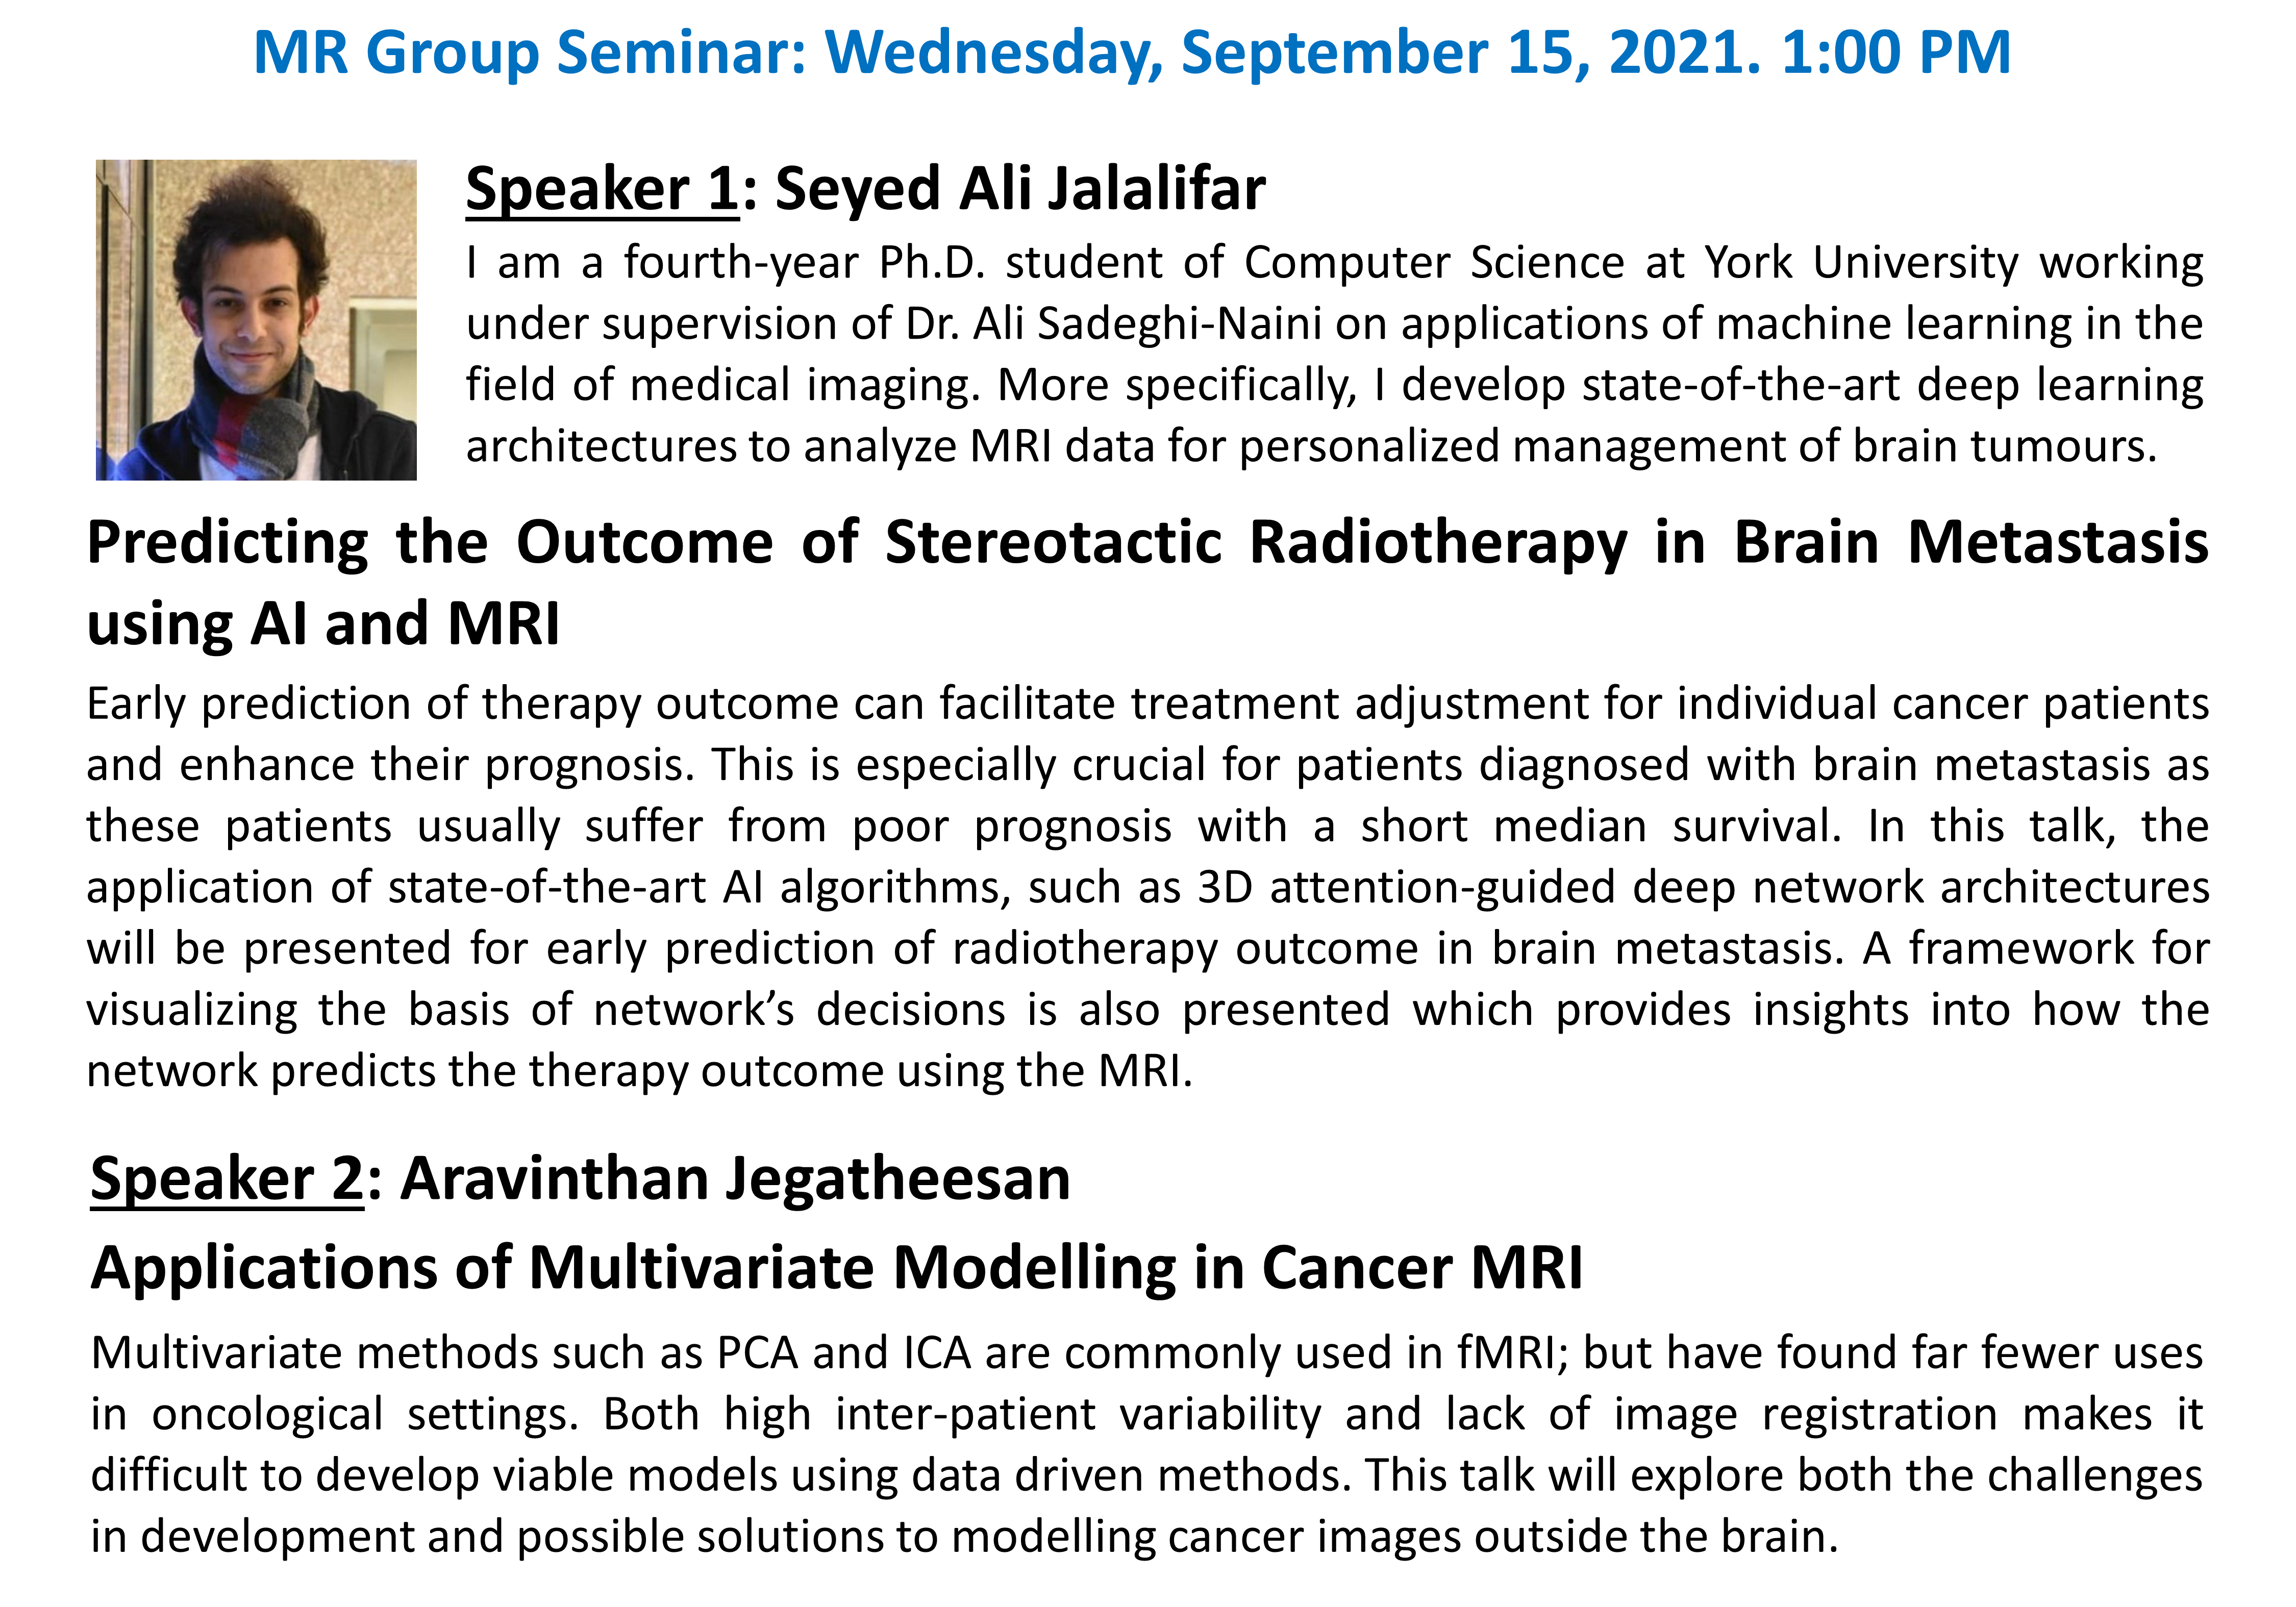 MR Group Seminar: Wednesday, September 15, 2021. 1:00 PM
Speaker 1: Seyed Ali Jalalifar
I am a fourth-year Ph.D. student of Computer Science at York University working
under supervision of Dr. Ali Sadeghi-Naini on applications of machine learning in the
field of medical imaging. More specifically, I develop state-of-the-art deep learning
architectures to analyze MRI data for personalized management of brain tumours.
Predicting the Outcome of Stereotactic Radiotherapy in Brain Metastasis
using AI and MRI
Early prediction of therapy outcome can facilitate treatment adjustment for individual cancer patients
and enhance their prognosis. This is especially crucial for patients diagnosed with brain metastasis as
these patients usually suffer from poor prognosis with a short median survival. In this talk, the
application of state-of-the-art AI algorithms, such as 3D attention-guided deep network architectures
will be presented for early prediction of radiotherapy outcome in brain metastasis. A framework for
visualizing the basis of network’s decisions is also presented which provides insights into how the
network predicts the therapy outcome using the MRI.
Speaker 2: Aravinthan Jegatheesan
Applications of Multivariate Modelling in Cancer MRI
Multivariate methods such as PCA and ICA are commonly used in fMRI; but have found far fewer uses
in oncological settings. Both high inter-patient variability and lack of image registration makes it
difficult to develop viable models using data driven methods. This talk will explore both the challenges
in development and possible solutions to modelling cancer images outside the brain.